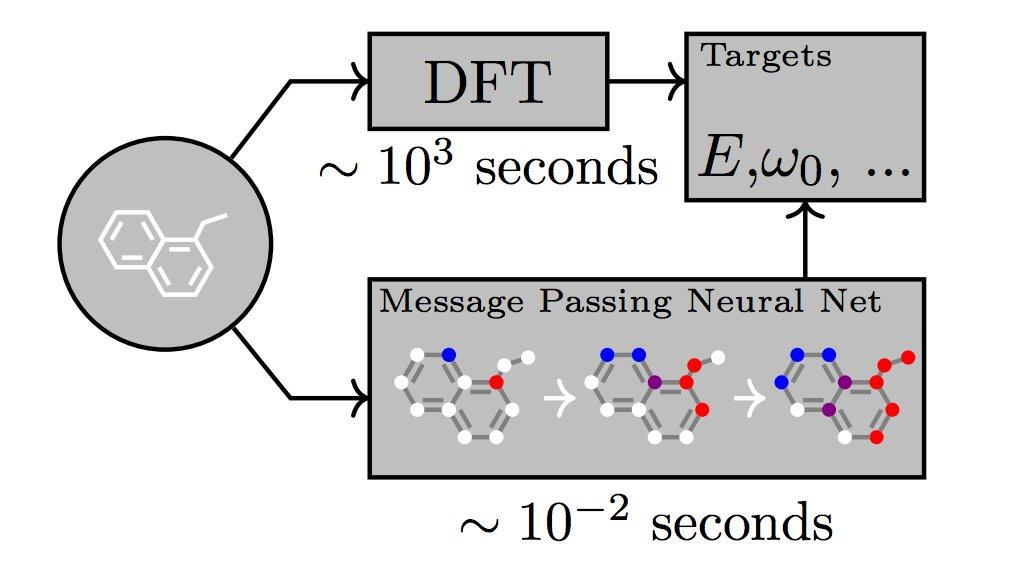 DFT
Targets
E,ω₀, ...
~ 10³ seconds
Message Passing Neural Net
~ 10⁻² seconds